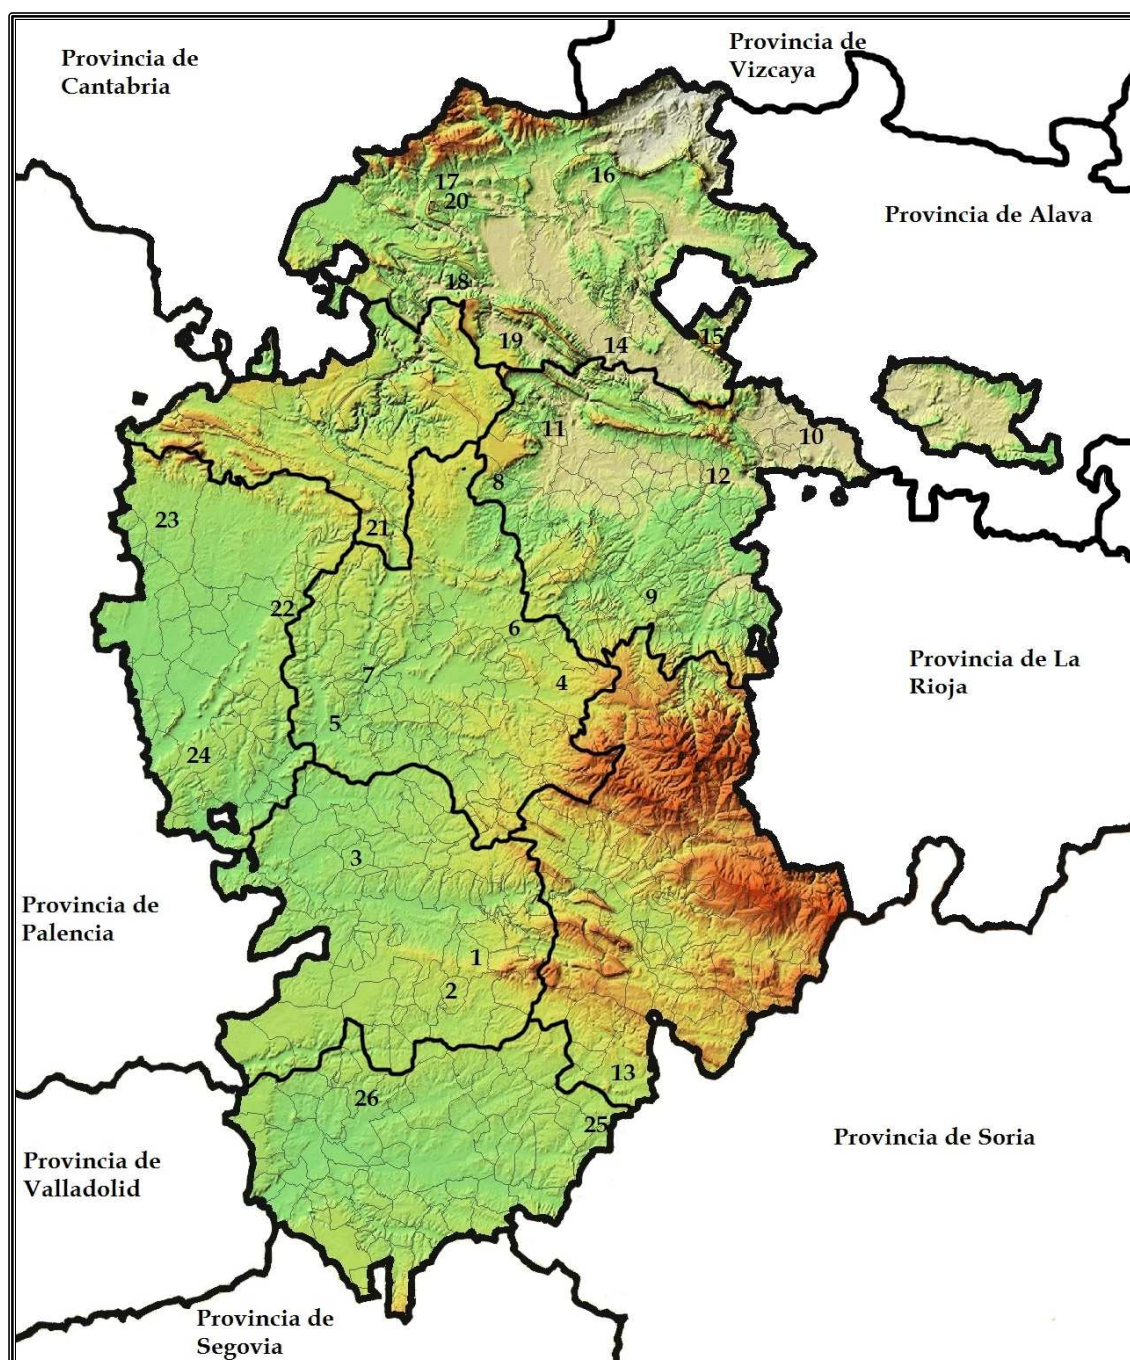 Provincia de
Cantabria
Provincia de
Vizcaya
17
16
20
Provincia de Alava
18
19
14
15
11
10
8
12
23
21
22
9
6
7
4
Provincia de La
Rioja
5
24
3
Provincia de
Palencia
1
2
13
26
25
Provincia de Soria
Provincia de
Valladolid
Provincia de
Segovia